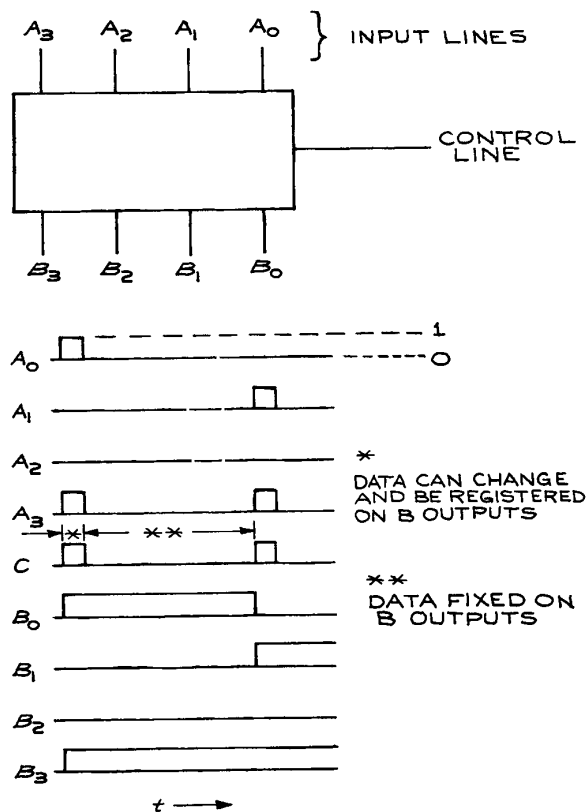 A3 A2 A1 A0 } INPUT LINES
CONTROL
LINE
B3 B2 B1 B0
1
A0 0
A1
A2 *
DATA CAN CHANGE
AND BE REGISTERED
A3 ON B OUTPUTS
* **
C
**
B0 DATA FIXED ON
B OUTPUTS
B1
B2
B3
t